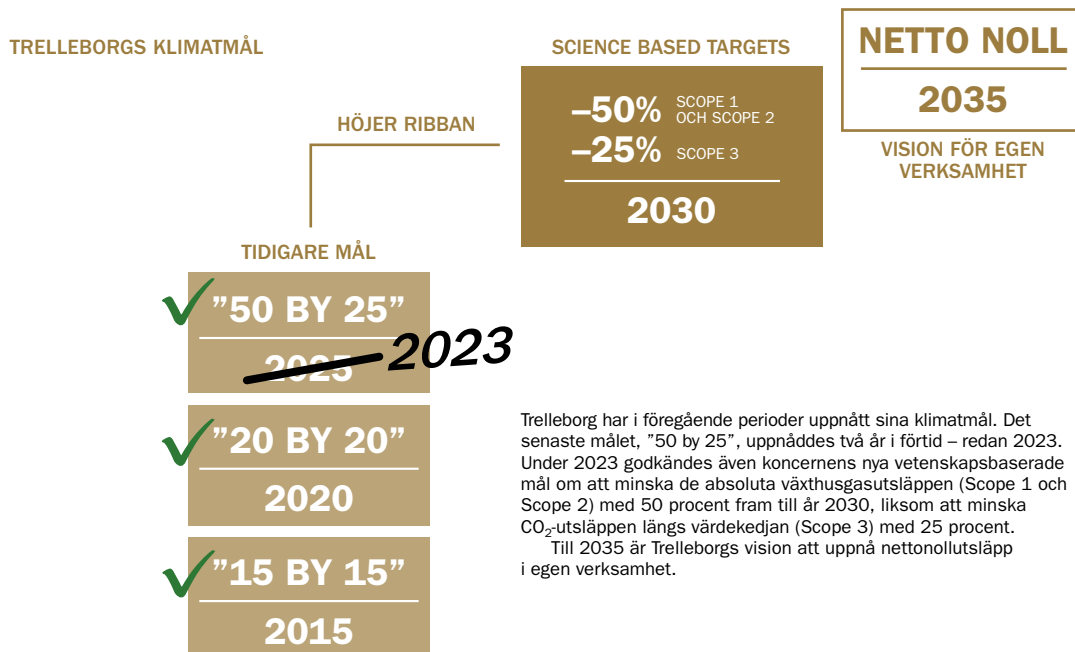 TRELLEBORGS KLIMATMÅL
SCIENCE BASED TARGETS
–50% SCOPE 1 OCH SCOPE 2
–25% SCOPE 3
2030
NETTO NOLL
2035
VISION FÖR EGEN
VERKSAMHET
HÖJER RIBBAN
TIDIGARE MÅL
”50 BY 25”
2025 2023
”20 BY 20”
2020
”15 BY 15”
2015
Trelleborg har i föregående perioder uppnått sina klimatmål. Det
senaste målet, ”50 by 25”, uppnåddes två år i förtid – redan 2023.
Under 2023 godkändes även koncernens nya vetenskapsbaserade
mål om att minska de absoluta växthusgasutsläppen (Scope 1 och
Scope 2) med 50 procent fram till år 2030, liksom att minska
CO₂-utsläppen längs värdekedjan (Scope 3) med 25 procent.
Till 2035 är Trelleborgs vision att uppnå nettonollutsläpp
i egen verksamhet.